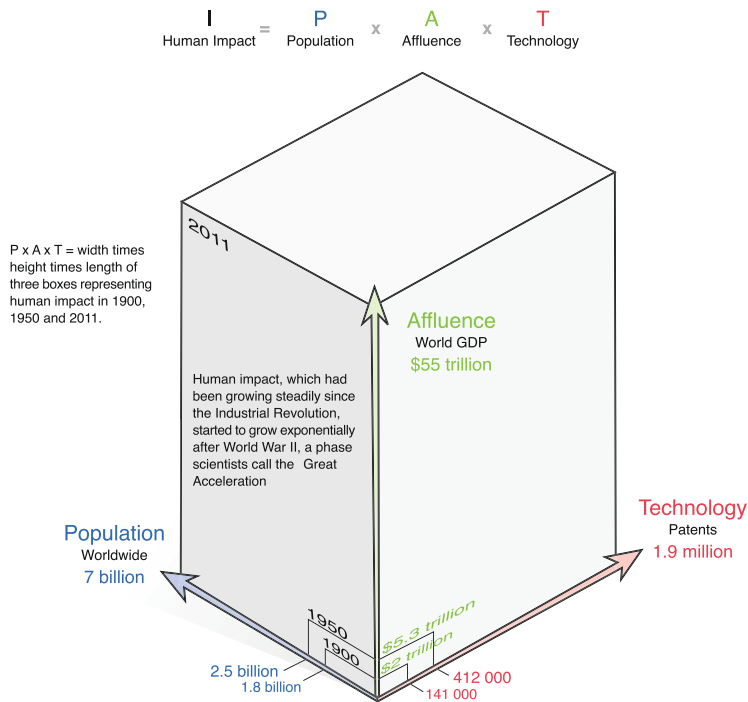 I = P x A x T
Human Impact Population Affluence Technology
2011
P x A x T = width times
height times length of
three boxes representing
human impact in 1900,
1950 and 2011.
Affluence
World GDP
$55 trillion
Human impact, which had
been growing steadily since
the Industrial Revolution,
started to grow exponentially
after World War II, a phase
scientists call the Great
Acceleration
Population
Worldwide
7 billion
Technology
Patents
1.9 million
1950
1900
$5.3 trillion
$2 trillion
2.5 billion
1.8 billion
412 000
141 000